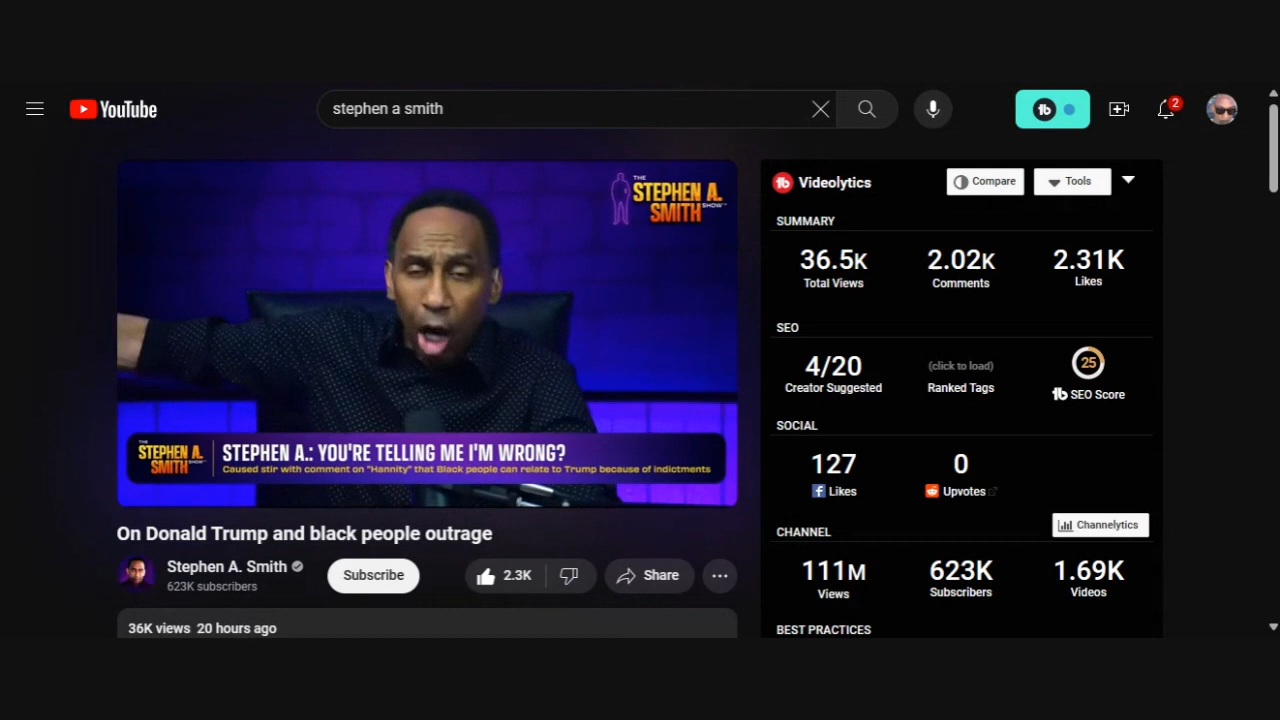 YouTube
stephen a smith
2
THE
STEPHEN A.
SMITH SHOW
THE
STEPHEN A.
SMITH SHOW
STEPHEN A.: YOU'RE TELLING ME I'M WRONG?
Caused stir with comment on "Hannity" that Black people can relate to Trump because of indictments
On Donald Trump and black people outrage
Stephen A. Smith
623K subscribers
Subscribe
2.3K
Share
36K views 20 hours ago
Videolytics
Compare
Tools
SUMMARY
36.5K 2.02K 2.31K
Total Views Comments Likes
SEO
4/20 (click to load) 25
Creator Suggested Ranked Tags SEO Score
SOCIAL
127 0
Likes Upvotes
CHANNEL
Channelytics
111M 623K 1.69K
Views Subscribers Videos
BEST PRACTICES